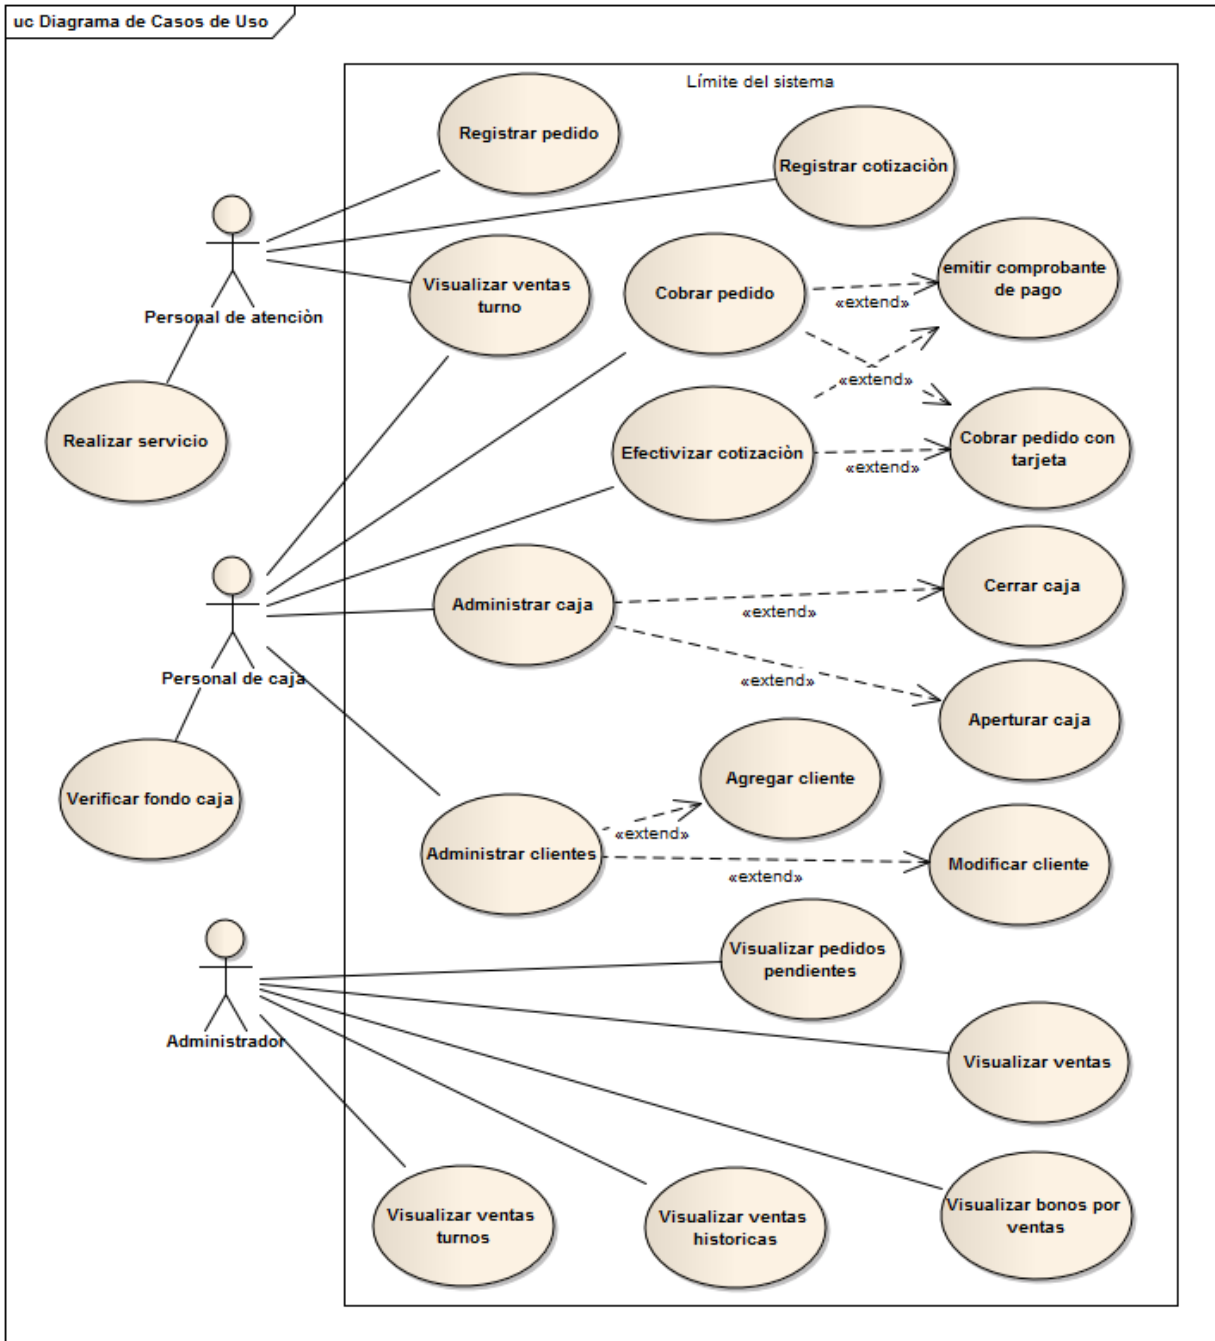 uc Diagrama de Casos de Uso
Límite del sistema
Registrar pedido
Registrar cotizaciòn
Personal de atenciòn
Visualizar ventas
turno
Cobrar pedido
emitir comprobante
de pago
«extend»
«extend»
Realizar servicio
Efectivizar cotizaciòn
Cobrar pedido con
tarjeta
«extend»
Personal de caja
Administrar caja
Cerrar caja
«extend»
«extend»
Aperturar caja
Verificar fondo caja
Agregar cliente
«extend»
Administrar clientes
Modificar cliente
«extend»
Administrador
Visualizar pedidos
pendientes
Visualizar ventas
Visualizar ventas
turnos
Visualizar ventas
historicas
Visualizar bonos por
ventas